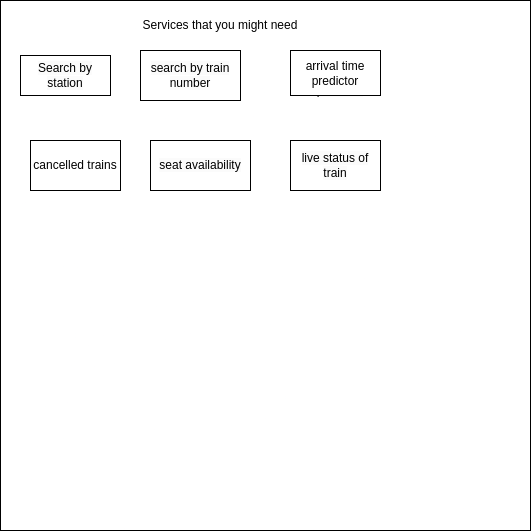 Services that you might need
Search by
station
search by train
number
arrival time
predictor
cancelled trains
seat availability
live status of
train